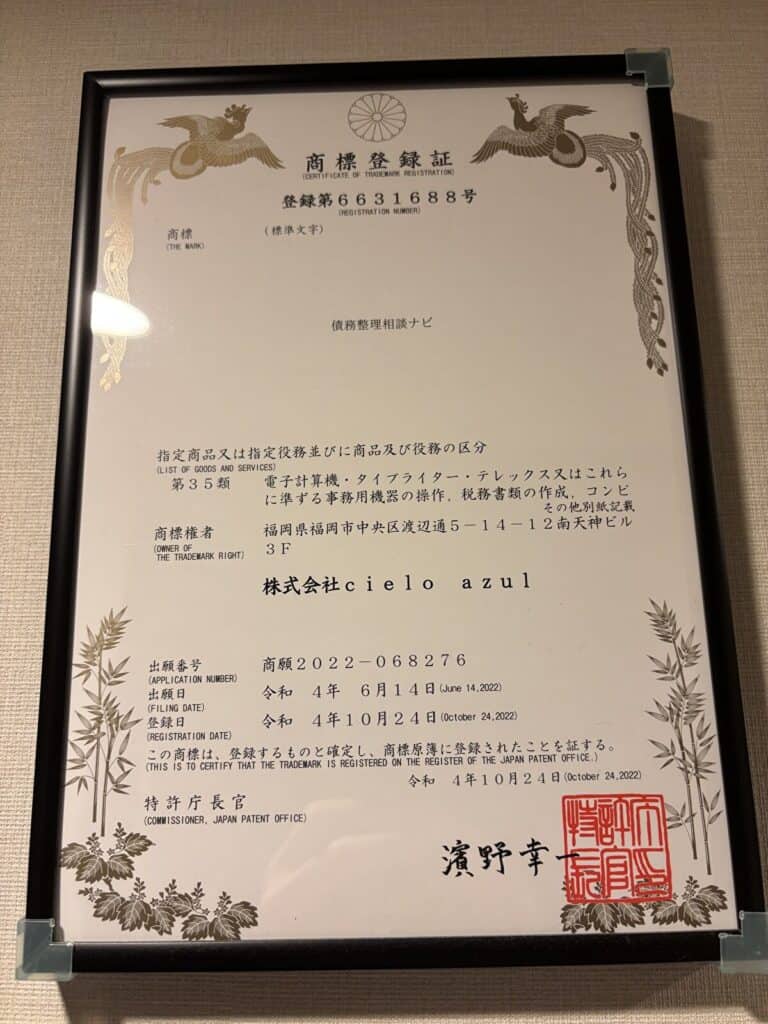 商標登録証
(CERTIFICATE OF TRADEMARK REGISTRATION)
登録第6631688号
(REGISTRATION NUMBER)
商標
(THE MARK)
(標準文字)
債務整理相談ナビ
指定商品又は指定役務並びに商品及び役務の区分
(LIST OF GOODS AND SERVICES)
第35類 電子計算機・タイプライター・テレックス又はこれら
に準ずる事務用機器の操作,税務書類の作成,コンピ
その他別紙記載
商標権者 福岡県福岡市中央区渡辺通5-14-12南天神ビル
(OWNER OF THE TRADEMARK RIGHT) 3F
株式会社cielo azul
出願番号 商願2022-068276
(APPLICATION NUMBER)
出願日 令和 4年 6月14日(June 14,2022)
(FILING DATE)
登録日 令和 4年10月24日(October 24,2022)
(REGISTRATION DATE)
この商標は、登録するものと確定し、商標原簿に登録されたことを証する。
(THIS IS TO CERTIFY THAT THE TRADEMARK IS REGISTERED ON THE REGISTER OF THE JAPAN PATENT OFFICE.)
令和 4年10月24日(October 24,2022)
特許庁長官
(COMMISSIONER, JAPAN PATENT OFFICE)
濱野幸一